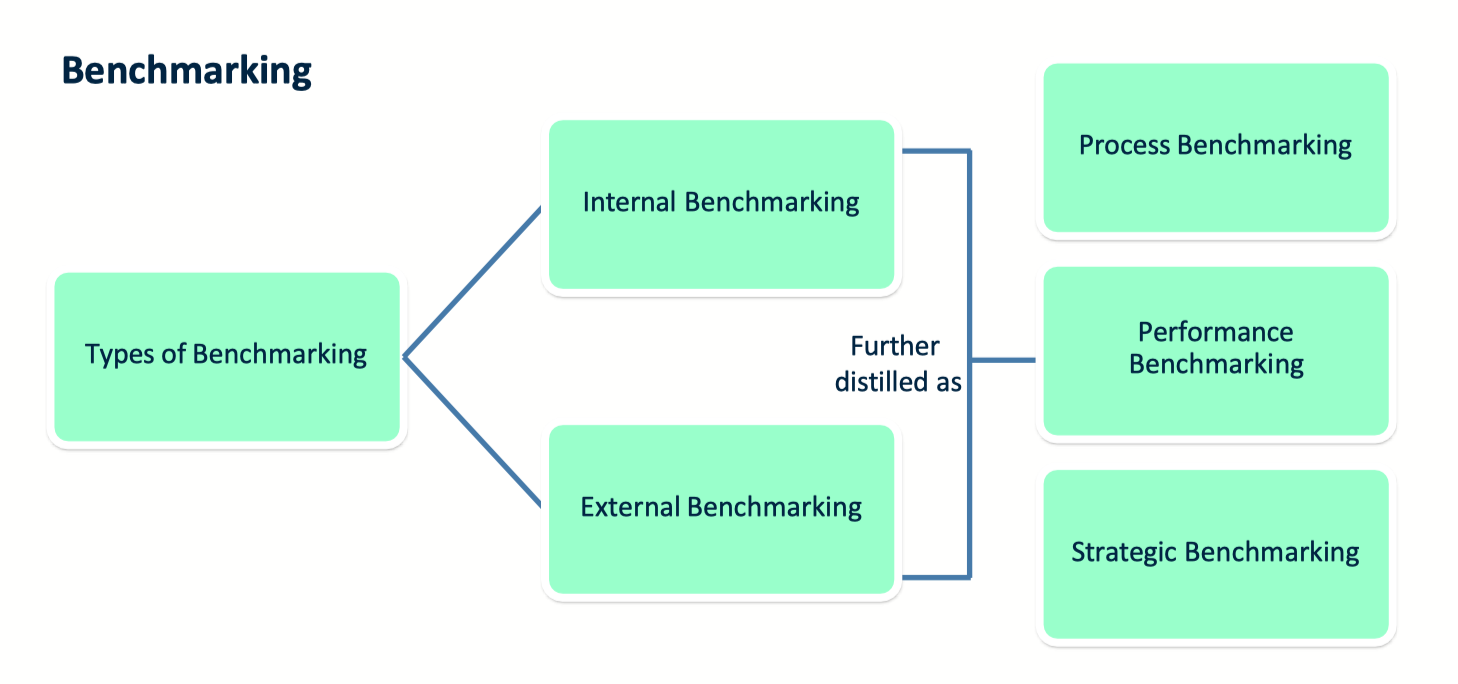 Benchmarking
Types of Benchmarking
Internal Benchmarking
External Benchmarking
Further
distilled as
Process Benchmarking
Performance
Benchmarking
Strategic Benchmarking